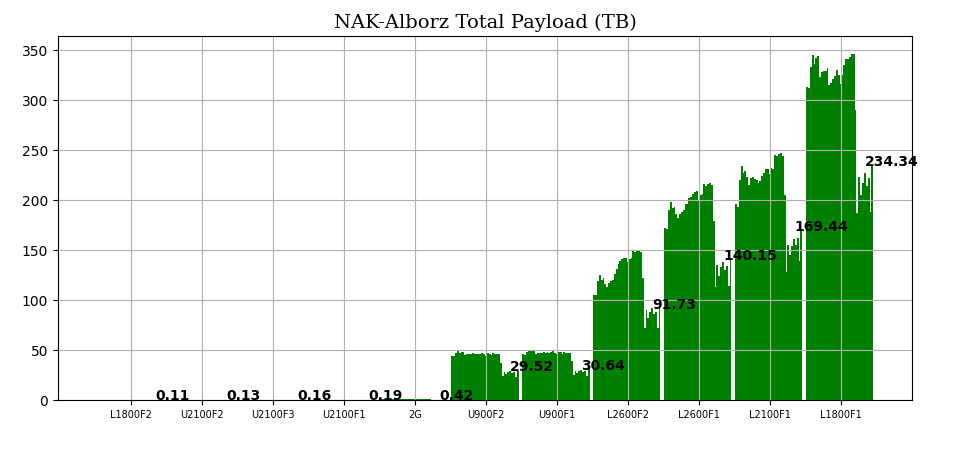 NAK-Alborz Total Payload (TB)
350
300
250
200
150
100
50
0
234.34
169.44
140.15
91.73
29.52
30.64
0.11
0.13
0.16
0.19
0.42
L1800F2
U2100F2
U2100F3
U2100F1
2G
U900F2
U900F1
L2600F2
L2600F1
L2100F1
L1800F1